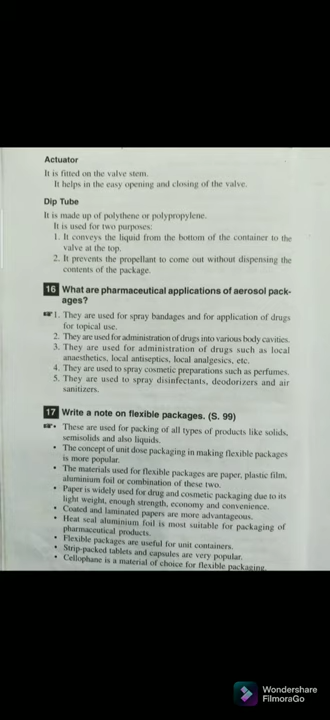 Actuator
It is fitted on the valve stem.
It helps in the easy opening and closing of the valve.
Dip Tube
It is made up of polythene or polypropylene.
It is used for two purposes:
1. It conveys the liquid from the bottom of the container to the
valve at the top.
2. It prevents the propellant to come out without dispensing the
contents of the package.
16 What are pharmaceutical applications of aerosol pack-
ages?
☞ 1. They are used for spray bandages and for application of drugs
for topical use.
2. They are used for administration of drugs into various body cavities.
3. They are used for administration of drugs such as local
anaesthetics, local antiseptics, local analgesics, etc.
4. They are used to spray cosmetic preparations such as perfumes.
5. They are used to spray disinfectants, deodorizers and air
sanitizers.
17 Write a note on flexible packages. (S. 99)
☞ • These are used for packing of all types of products like solids,
semisolids and also liquids.
• The concept of unit dose packaging in making flexible packages
is more popular.
• The materials used for flexible packages are paper, plastic film,
aluminium foil or combination of these two.
• Paper is widely used for drug and cosmetic packaging due to its
light weight, enough strength, economy and convenience.
• Coated and laminated papers are more advantageous.
• Heat seal aluminium foil is most suitable for packaging of
pharmaceutical products.
• Flexible packages are useful for unit containers.
• Strip-packed tablets and capsules are very popular.
• Cellophane is a material of choice for flexible packaging.
Wondershare
FilmoraGo